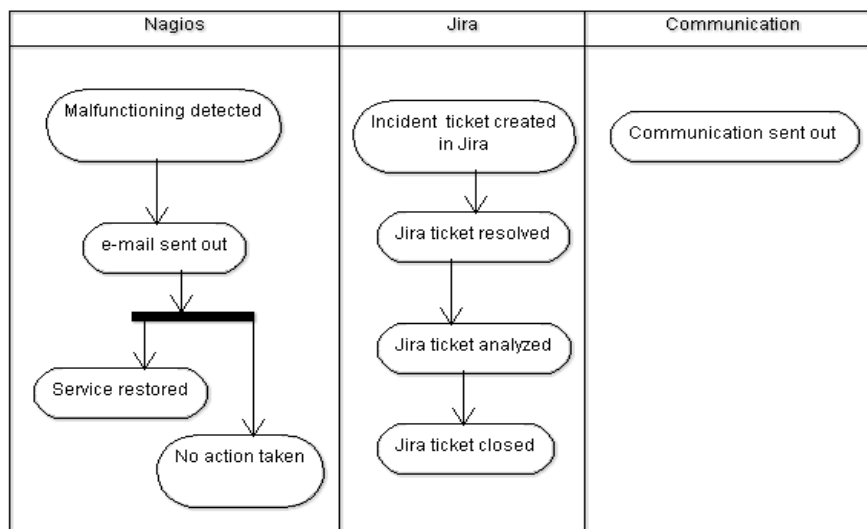 Nagios
Jira
Communication
Malfunctioning detected
Incident ticket created
in Jira
Communication sent out
e-mail sent out
Jira ticket resolved
Jira ticket analyzed
Service restored
Jira ticket closed
No action taken